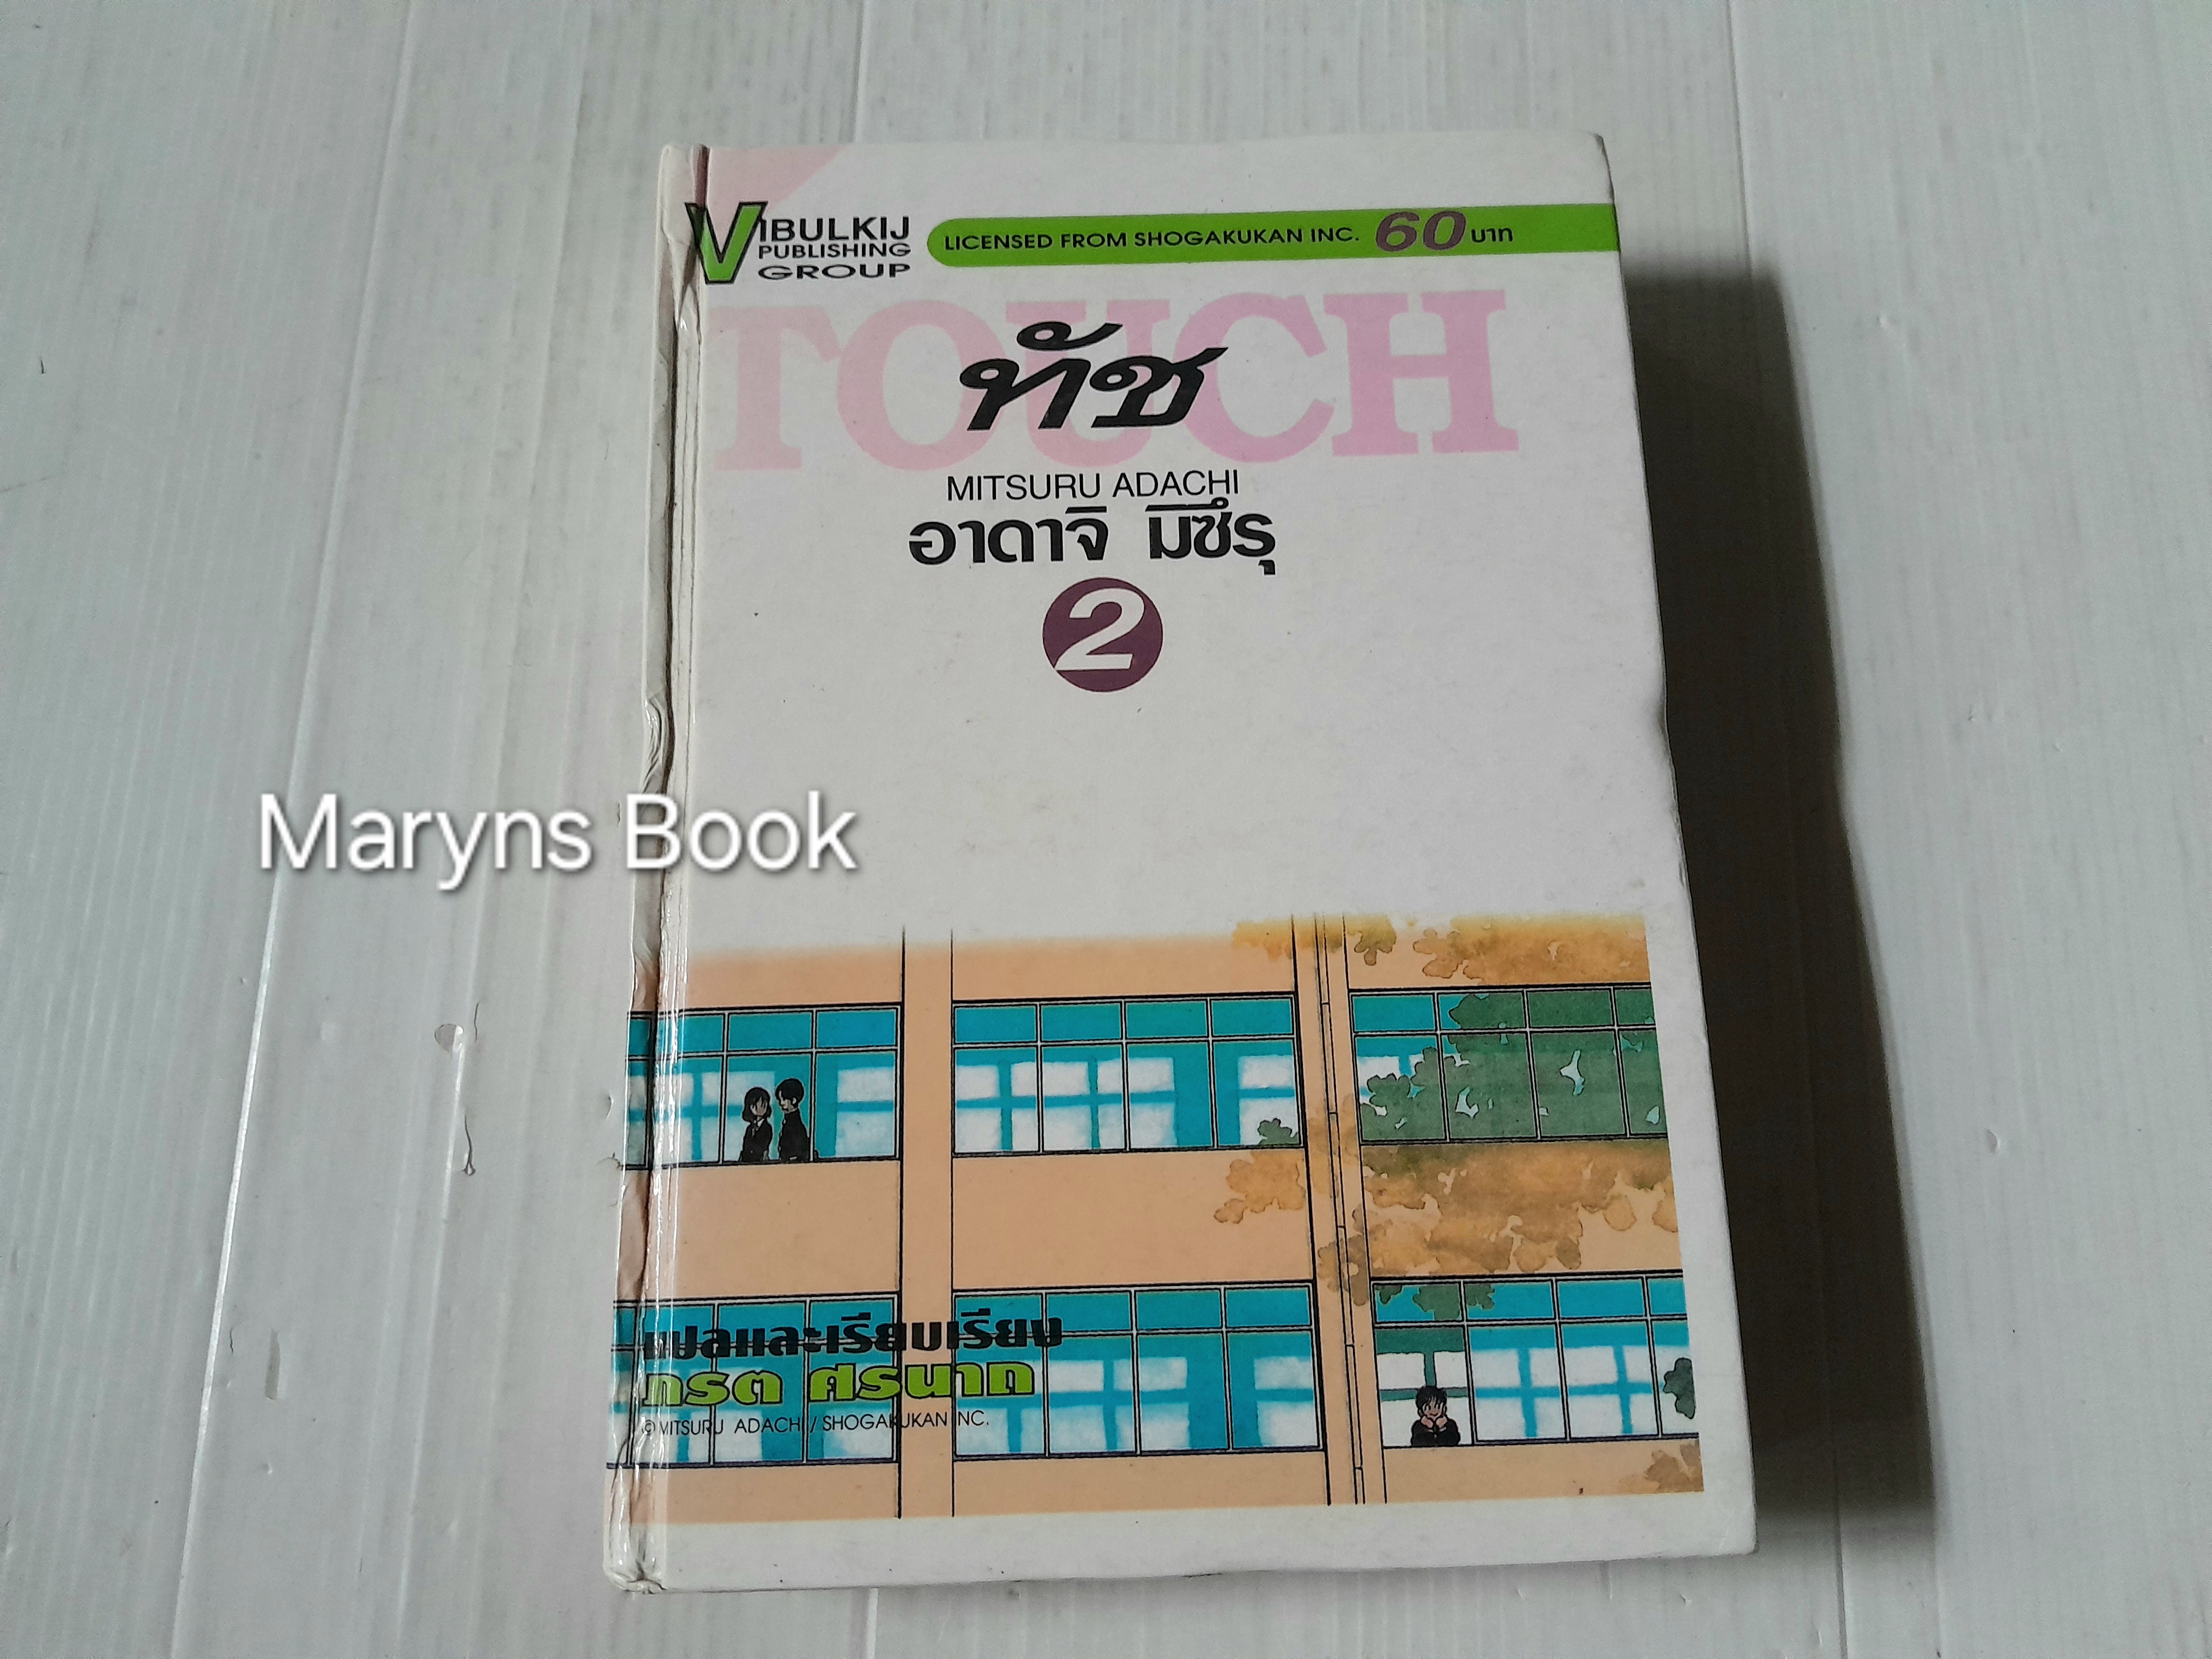 VIBULKIJ
PUBLISHING
GROUP
LICENSED FROM SHOGAKUKAN INC. 60 บาท
TOUCH
ทัช
MITSURU ADACHI
อาดาจิ มิซึรุ
2
Maryns Book
แปลและเรียบเรียง
ภรต ศรนาถ
©MITSURU ADACHI / SHOGAKUKAN INC.